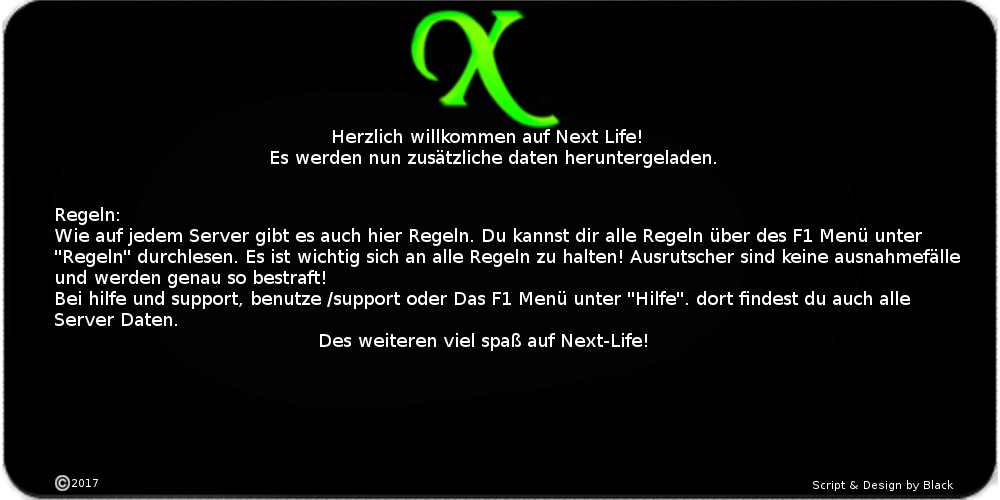 X
Herzlich willkommen auf Next Life!
Es werden nun zusätzliche daten heruntergeladen.
Regeln:
Wie auf jedem Server gibt es auch hier Regeln. Du kannst dir alle Regeln über des F1 Menü unter
"Regeln" durchlesen. Es ist wichtig sich an alle Regeln zu halten! Ausrutscher sind keine ausnahmefälle
und werden genau so bestraft!
Bei hilfe und support, benutze /support oder Das F1 Menü unter "Hilfe". dort findest du auch alle
Server Daten.
Des weiteren viel spaß auf Next-Life!
©2017
Script & Design by Black